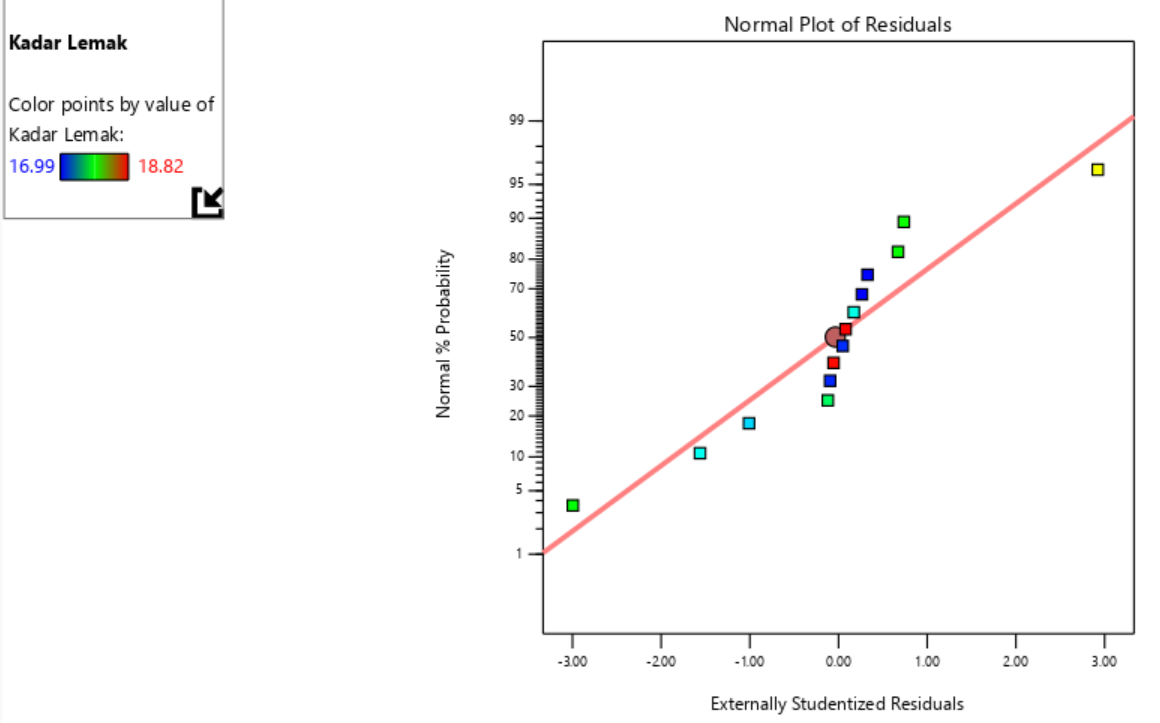 Kadar Lemak
Color points by value of
Kadar Lemak:
16.99 18.82
Normal Plot of Residuals
Normal % Probability
99
95
90
80
70
50
30
20
10
5
1
-3.00 -2.00 -1.00 0.00 1.00 2.00 3.00
Externally Studentized Residuals